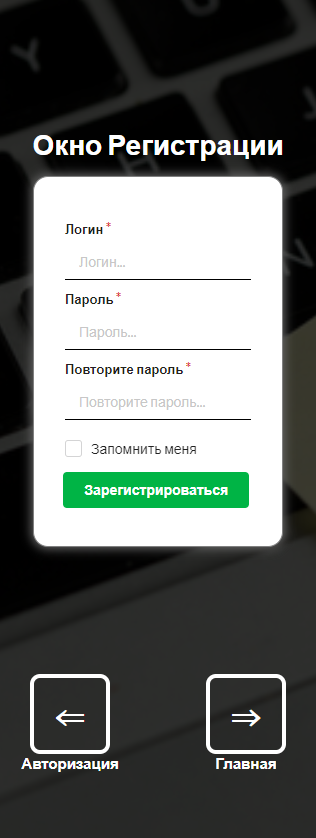 Окно Регистрации
Логин *
Логин...
Пароль *
Пароль...
Повторите пароль *
Повторите пароль...
Запомнить меня
Зарегистрироваться
⇐ ⇒
Авторизация Главная